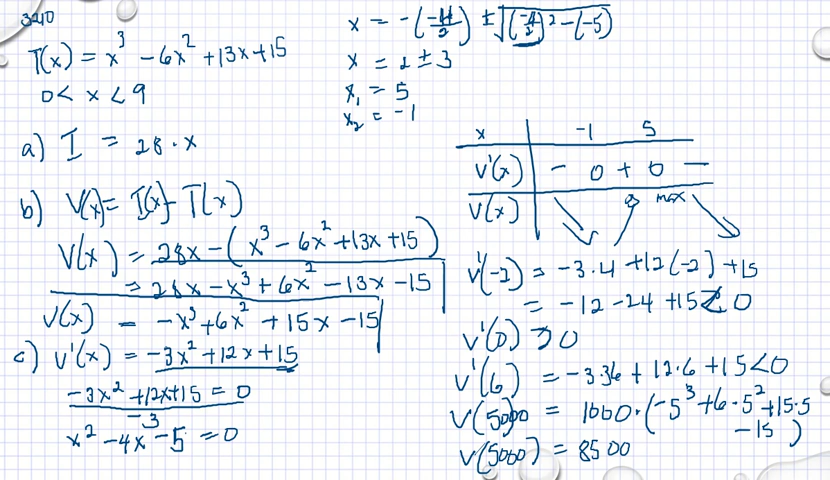 3210
T(x) = x³ - 6x² + 13x + 15
0 < x < 9
a) I = 28 · x
b) V(x) = I(x) - T(x)
V(x) = 28x - (x³ - 6x² + 13x + 15)
= 28x - x³ + 6x² - 13x - 15
V(x) = -x³ + 6x² + 15x - 15
c) V'(x) = -3x² + 12x + 15
-3x² + 12x + 15 = 0
-3
x² - 4x - 5 = 0
x = -(-4/2) ± √((-4/2)² - (-5))
x = 2 ± 3
x₁ = 5
x₂ = -1
x -1 5
V'(x) - 0 + 0 -
V(x) max
V'(-2) = -3·4 + 12(-2) + 15
= -12 - 24 + 15 < 0
V'(0) > 0
V'(6) = -3·36 + 12·6 + 15 < 0
V(5000) = 1000 · (-5³ + 6·5² + 15·5
- 15)
V(5000) = 8500